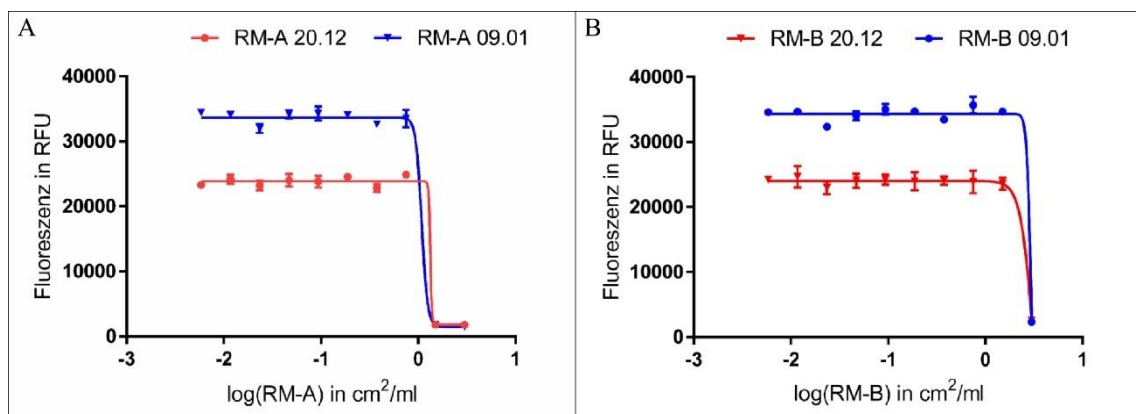 A
RM-A 20.12 RM-A 09.01
40000
30000
20000
10000
0
Fluoreszenz in RFU
-3 -2 -1 0 1
log(RM-A) in cm²/ml
B
RM-B 20.12 RM-B 09.01
40000
30000
20000
10000
0
Fluoreszenz in RFU
-3 -2 -1 0 1
log(RM-B) in cm²/ml